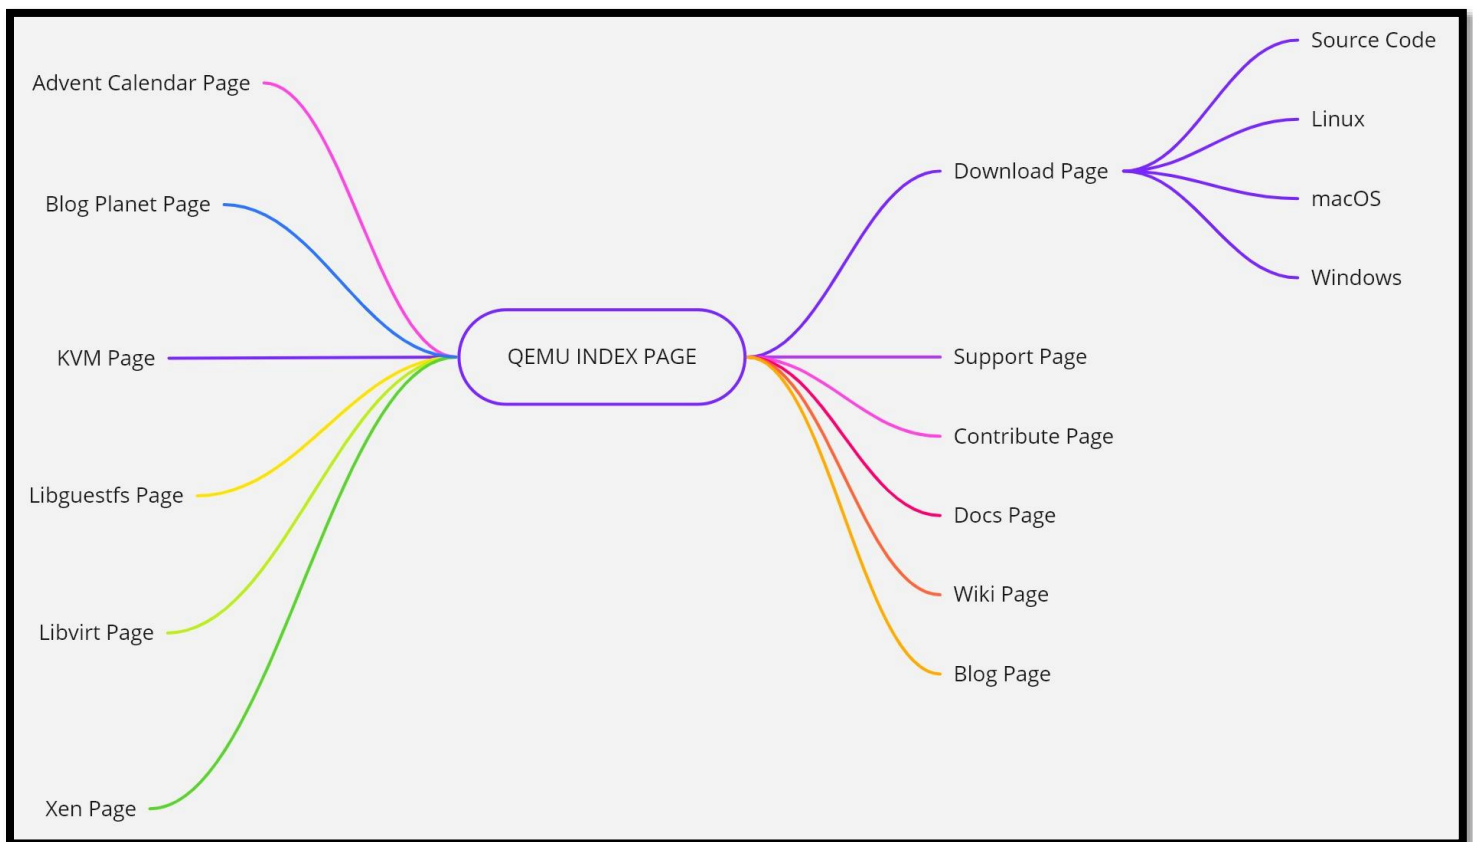 Advent Calendar Page
Blog Planet Page
KVM Page
Libguestfs Page
Libvirt Page
Xen Page
QEMU INDEX PAGE
Download Page
Source Code
Linux
macOS
Windows
Support Page
Contribute Page
Docs Page
Wiki Page
Blog Page